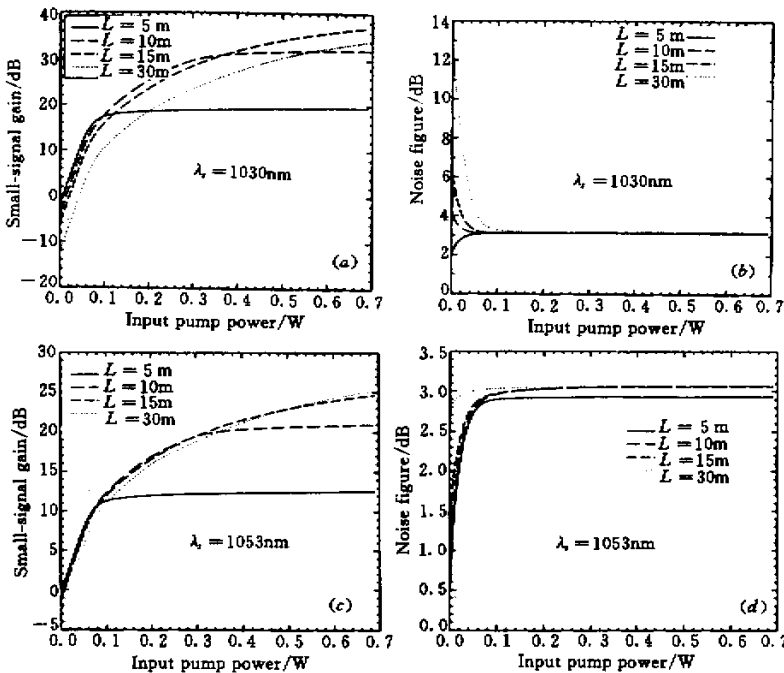 Small-signal gain/dB
40
30
20
10
0
−10
20
L = 5 m
L = 10m
L = 15m
L = 30m
λs = 1030nm
(a)
0.0 0.1 0.2 0.3 0.4 0.5 0.6 0.7
Input pump power/W
Noise figure/dB
14
12
10
8
6
4
2
0
L = 5 m
L = 10m
L = 15m
L = 30m
λs = 1030nm
(b)
0.0 0.1 0.2 0.3 0.4 0.5 0.6 0.7
Input pump power/W
Small-signal gain/dB
30
25
20
15
10
5
0
−5
L = 5 m
L = 10m
L = 15m
L = 30m
λs = 1053nm
(c)
0.0 0.1 0.2 0.3 0.4 0.5 0.6 0.7
Input pump power/W
Noise figure/dB
3.5
3.0
2.5
2.0
1.5
1.0
0.5
0.0
L = 5 m
L = 10m
L = 15m
L = 30m
λs = 1053nm
(d)
0.0 0.1 0.2 0.3 0.4 0.5 0.6 0.7
Input pump power/W